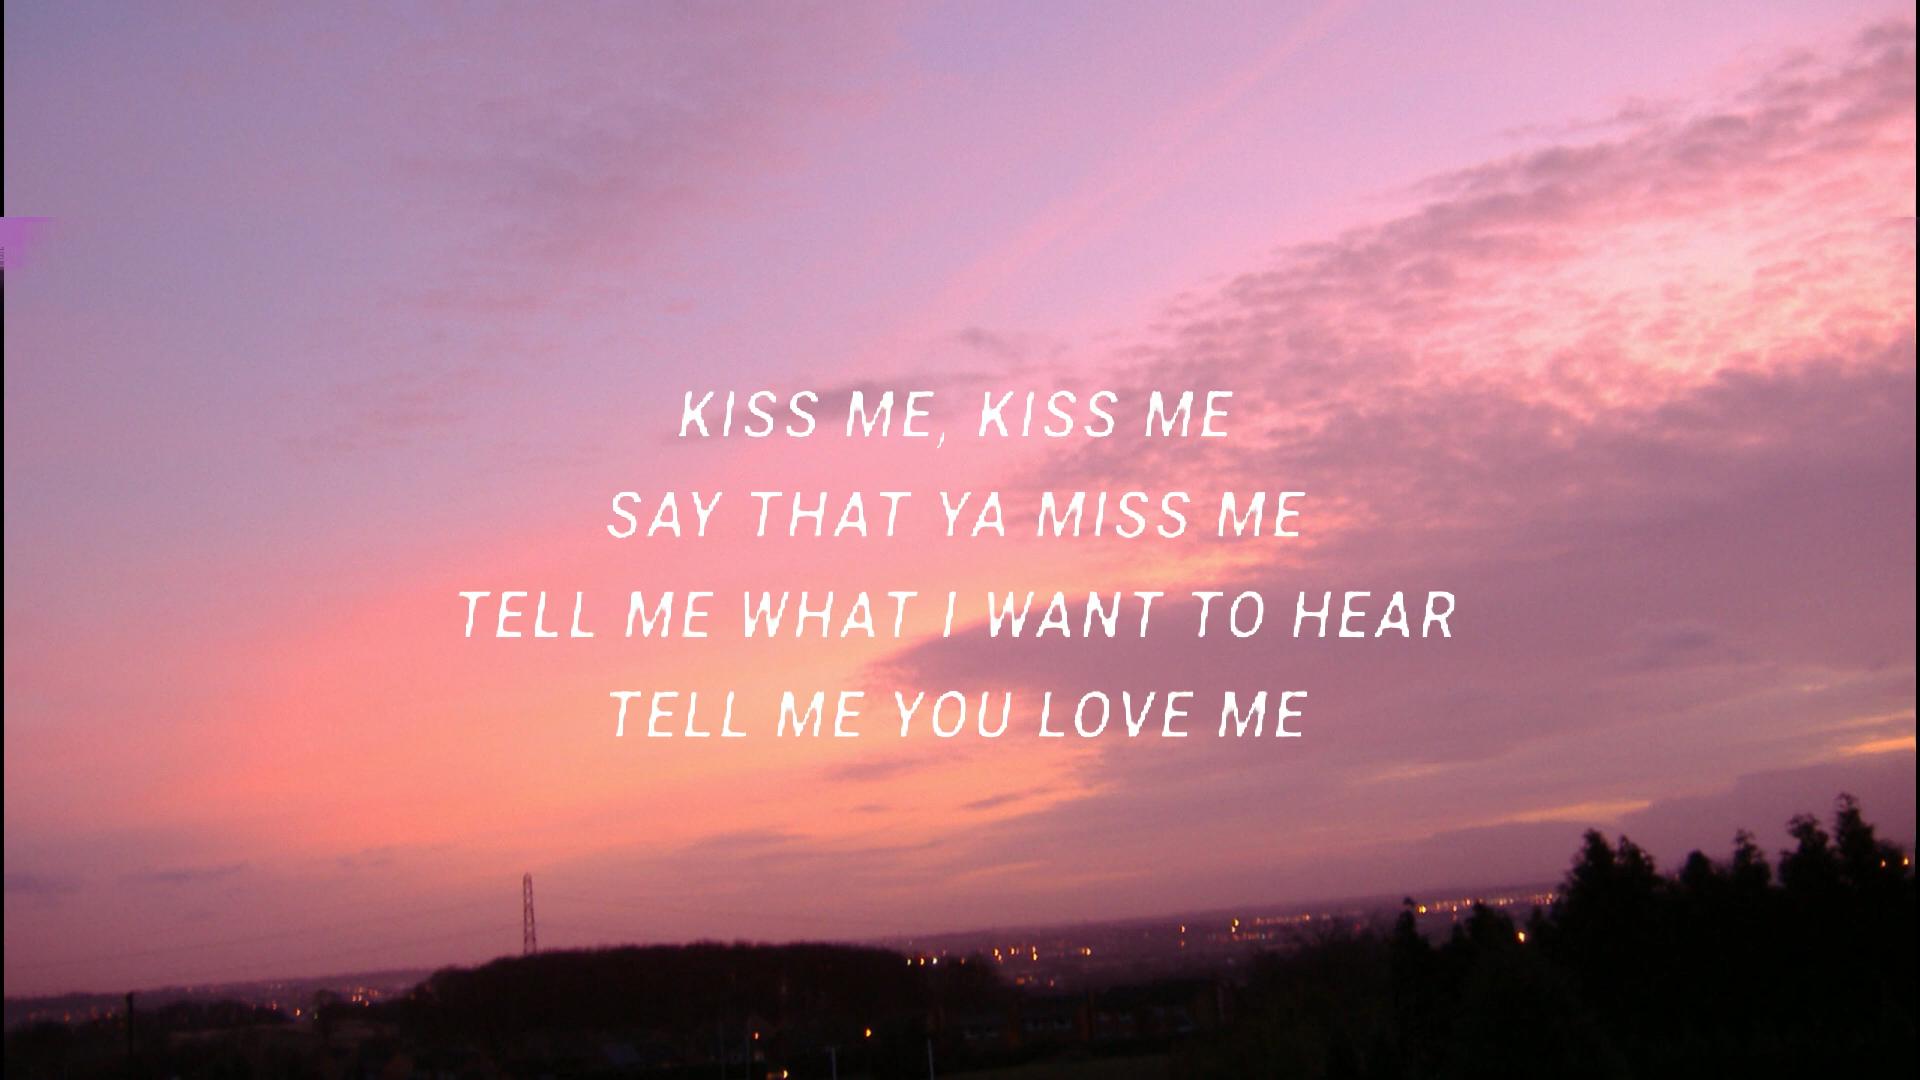 KISS ME, KISS ME
SAY THAT YA MISS ME
TELL ME WHAT I WANT TO HEAR
TELL ME YOU LOVE ME